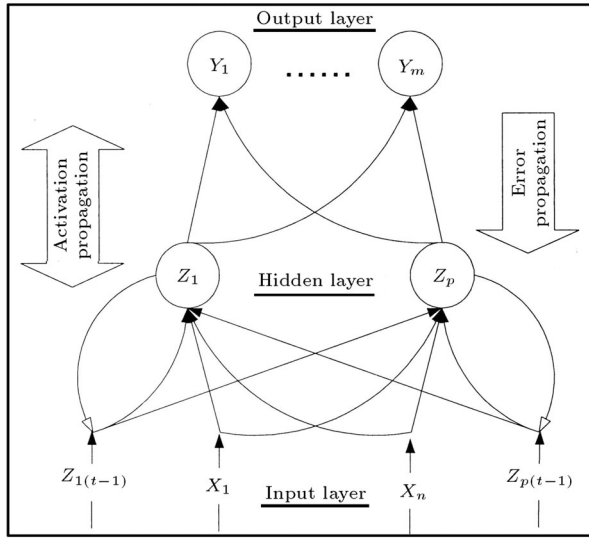 Output layer
Y₁ ...... Yₘ
Activation propagation
Error propagation
Z₁ Hidden layer Zₚ
Z₁₍ₜ₋₁₎ X₁ Input layer Xₙ Zₚ₍ₜ₋₁₎